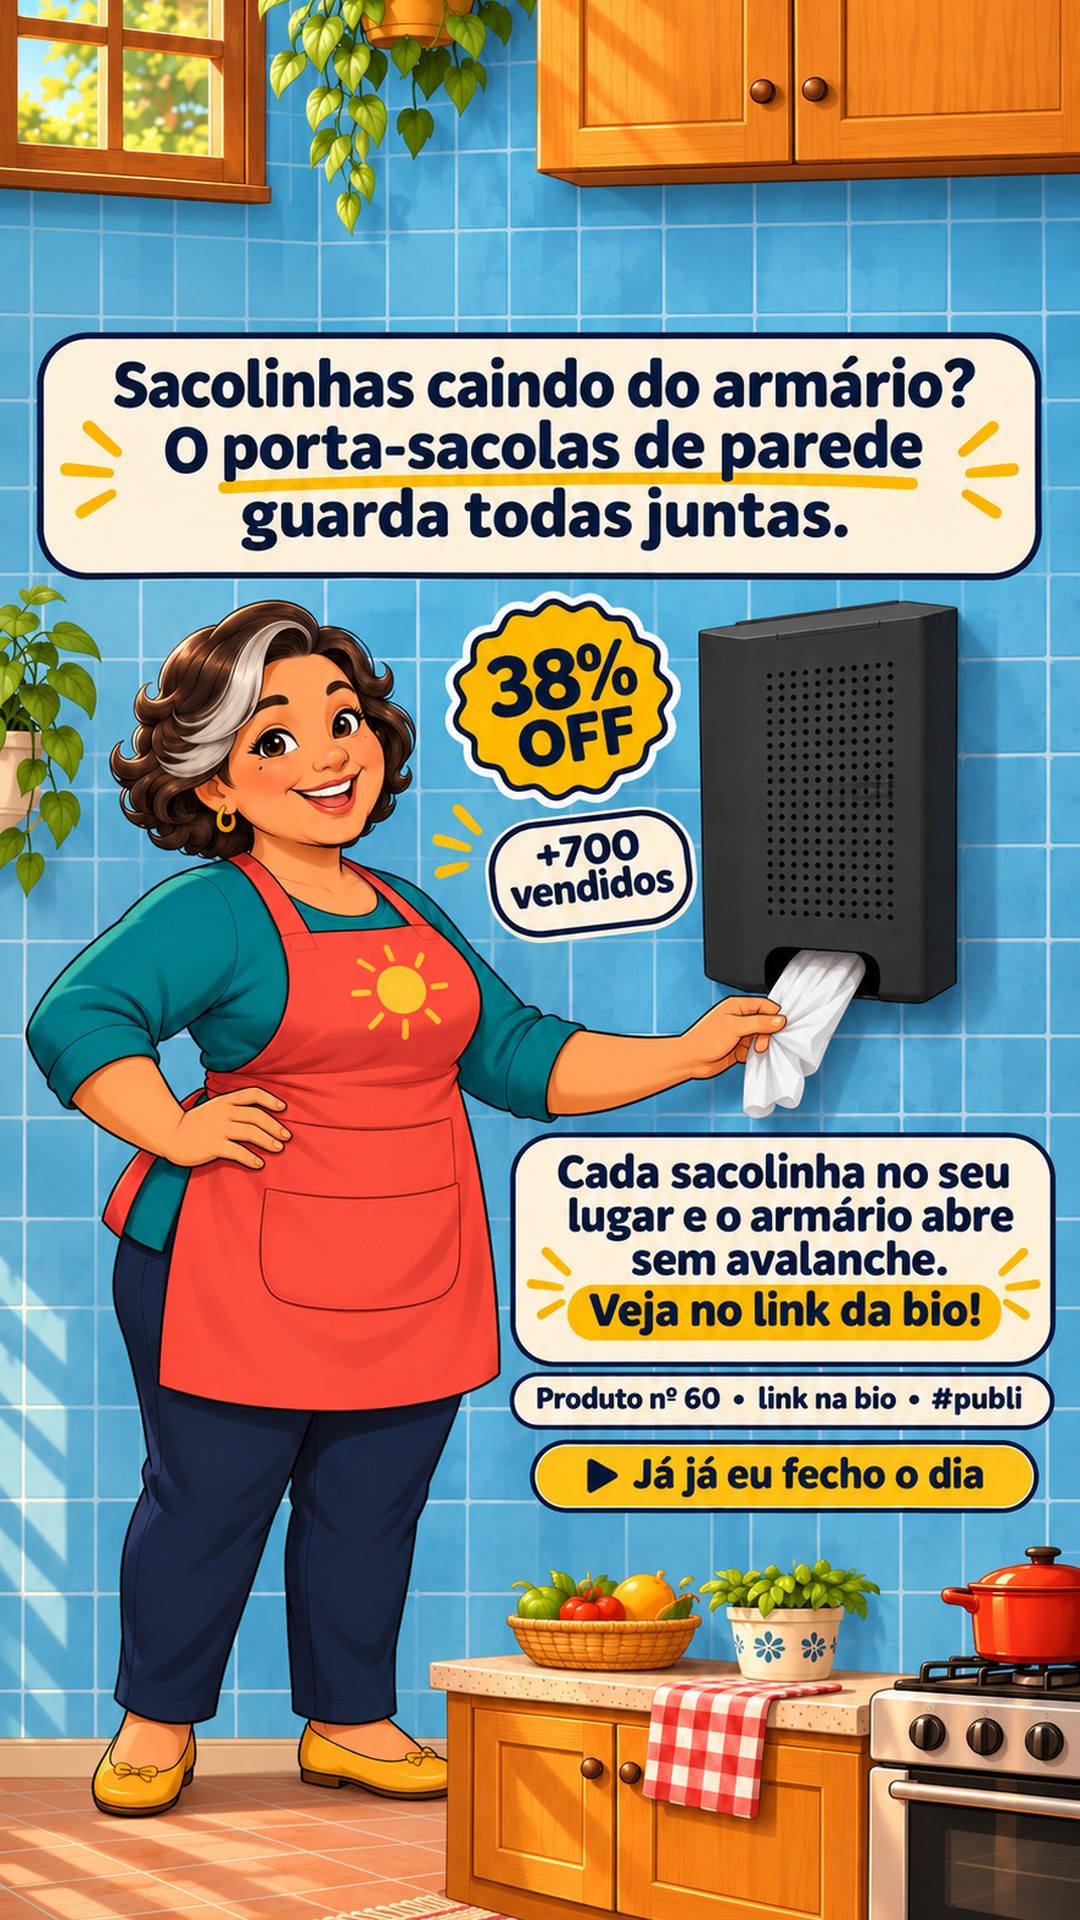 Sacolinhas caindo do armário?
O porta-sacolas de parede
guarda todas juntas.
38%
OFF
+700
vendidos
Cada sacolinha no seu
lugar e o armário abre
sem avalanche.
Veja no link da bio!
Produto nº 60 • link na bio • #publi
▶ Já já eu fecho o dia